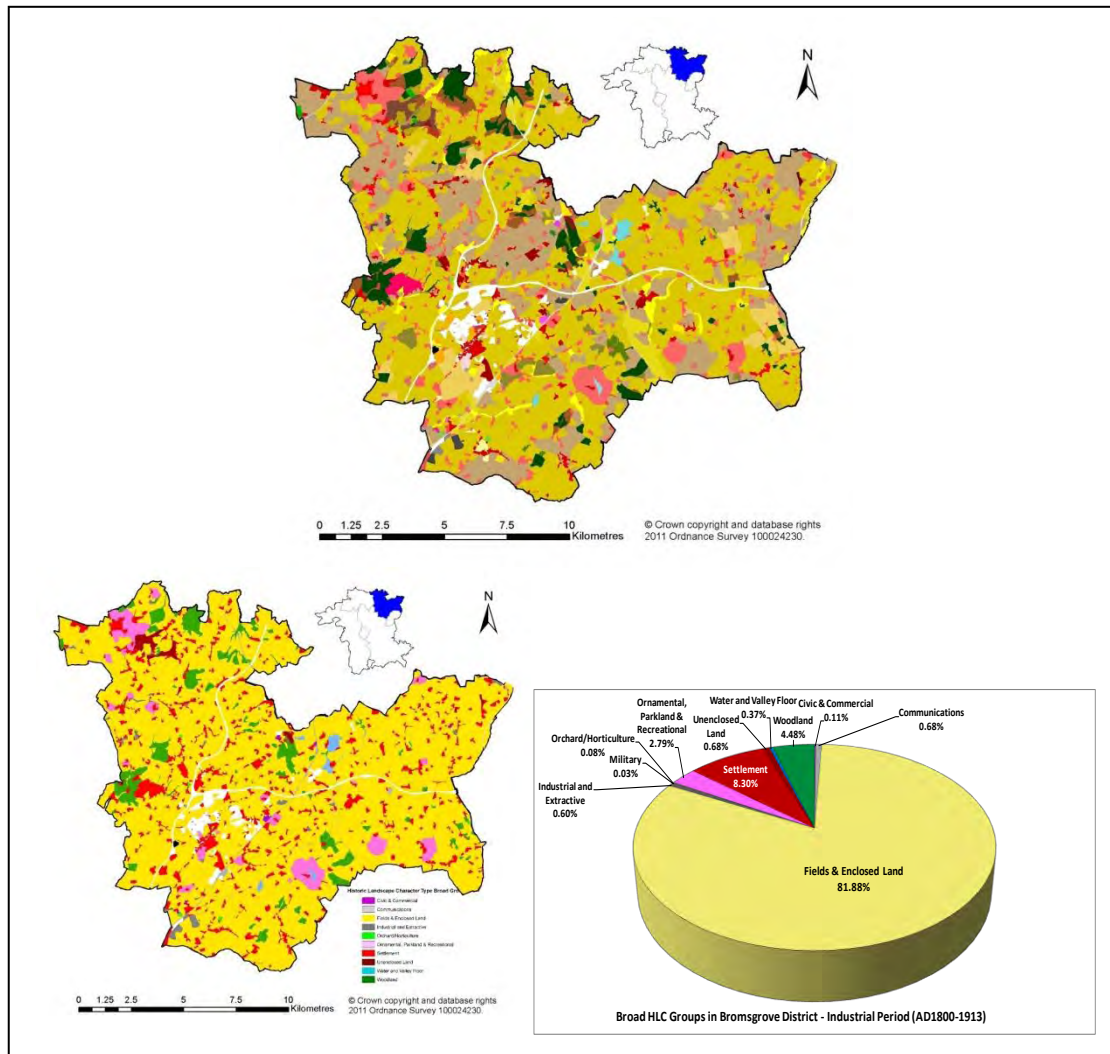 N
0 1.25 2.5 5 7.5 10
Kilometres
© Crown copyright and database rights
2011 Ordnance Survey 100024230.
N
Historic Landscape Character Type Broad Gro
Civic & Commercial
Communications
Fields & Enclosed Land
Industrial and Extractive
Orchard/Horticulture
Ornamental, Parkland & Recreational
Settlement
Unenclosed Land
Water and Valley Floor
Woodland
0 1.25 2.5 5 7.5 10
Kilometres
© Crown copyright and database rights
2011 Ordnance Survey 100024230.
Industrial and
Extractive
0.60%
Military
0.03%
Orchard/Horticulture
0.08%
Ornamental,
Parkland &
Recreational
2.79%
Settlement
8.30%
Unenclosed
Land
0.68%
Water and Valley Floor
0.37%
Woodland
4.48%
Civic & Commercial
0.11%
Communications
0.68%
Fields & Enclosed Land
81.88%
Broad HLC Groups in Bromsgrove District - Industrial Period (AD1800-1913)